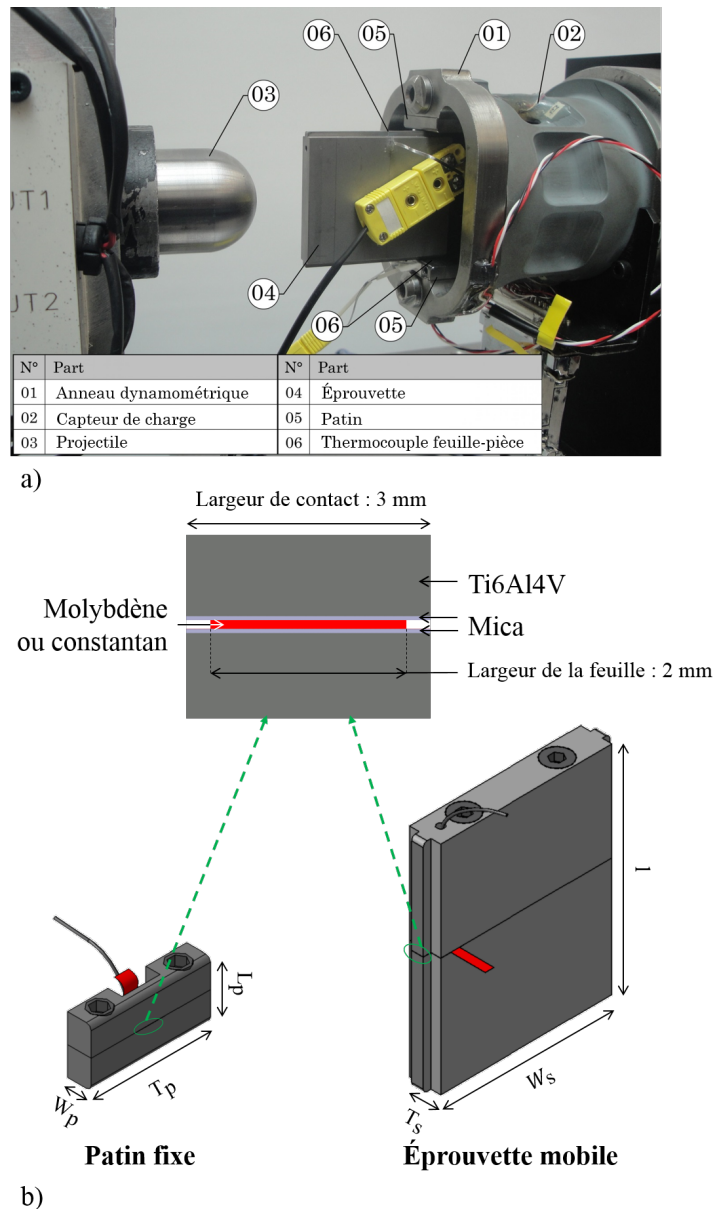 06
05
01
02
03
JT1
JT2
04
06
05
N° Part N° Part
01 Anneau dynamométrique 04 Éprouvette
02 Capteur de charge 05 Patin
03 Projectile 06 Thermocouple feuille-pièce
a)
Largeur de contact : 3 mm
Ti6Al4V
Molybdène
ou constantan
Mica
Largeur de la feuille : 2 mm
l
Lp
Wp
Tp
Ts
Ws
Patin fixe
Éprouvette mobile
b)